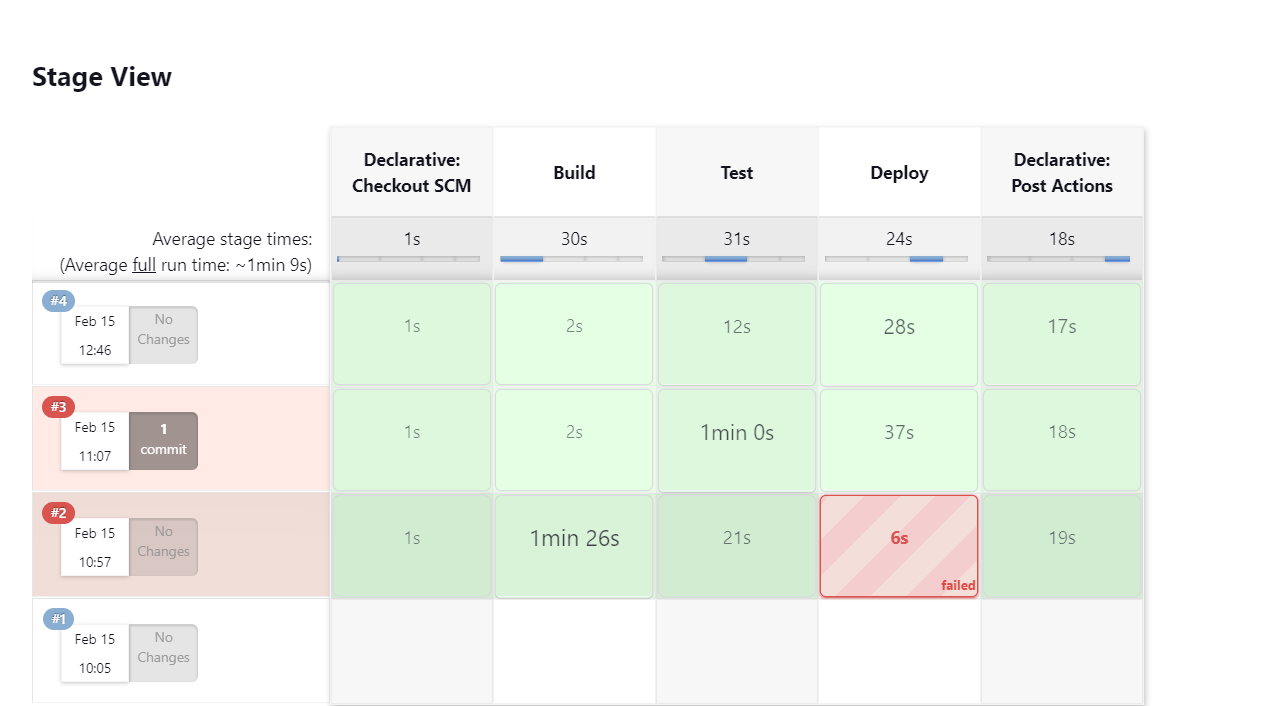 Stage View
Declarative:
Checkout SCM
Build
Test
Deploy
Declarative:
Post Actions
Average stage times:
(Average full run time: ~1min 9s)
1s
30s
31s
24s
18s
#4
Feb 15
12:46
No
Changes
1s
2s
12s
28s
17s
#3
Feb 15
11:07
1
commit
1s
2s
1min 0s
37s
18s
#2
Feb 15
10:57
No
Changes
1s
1min 26s
21s
6s
failed
19s
#1
Feb 15
10:05
No
Changes